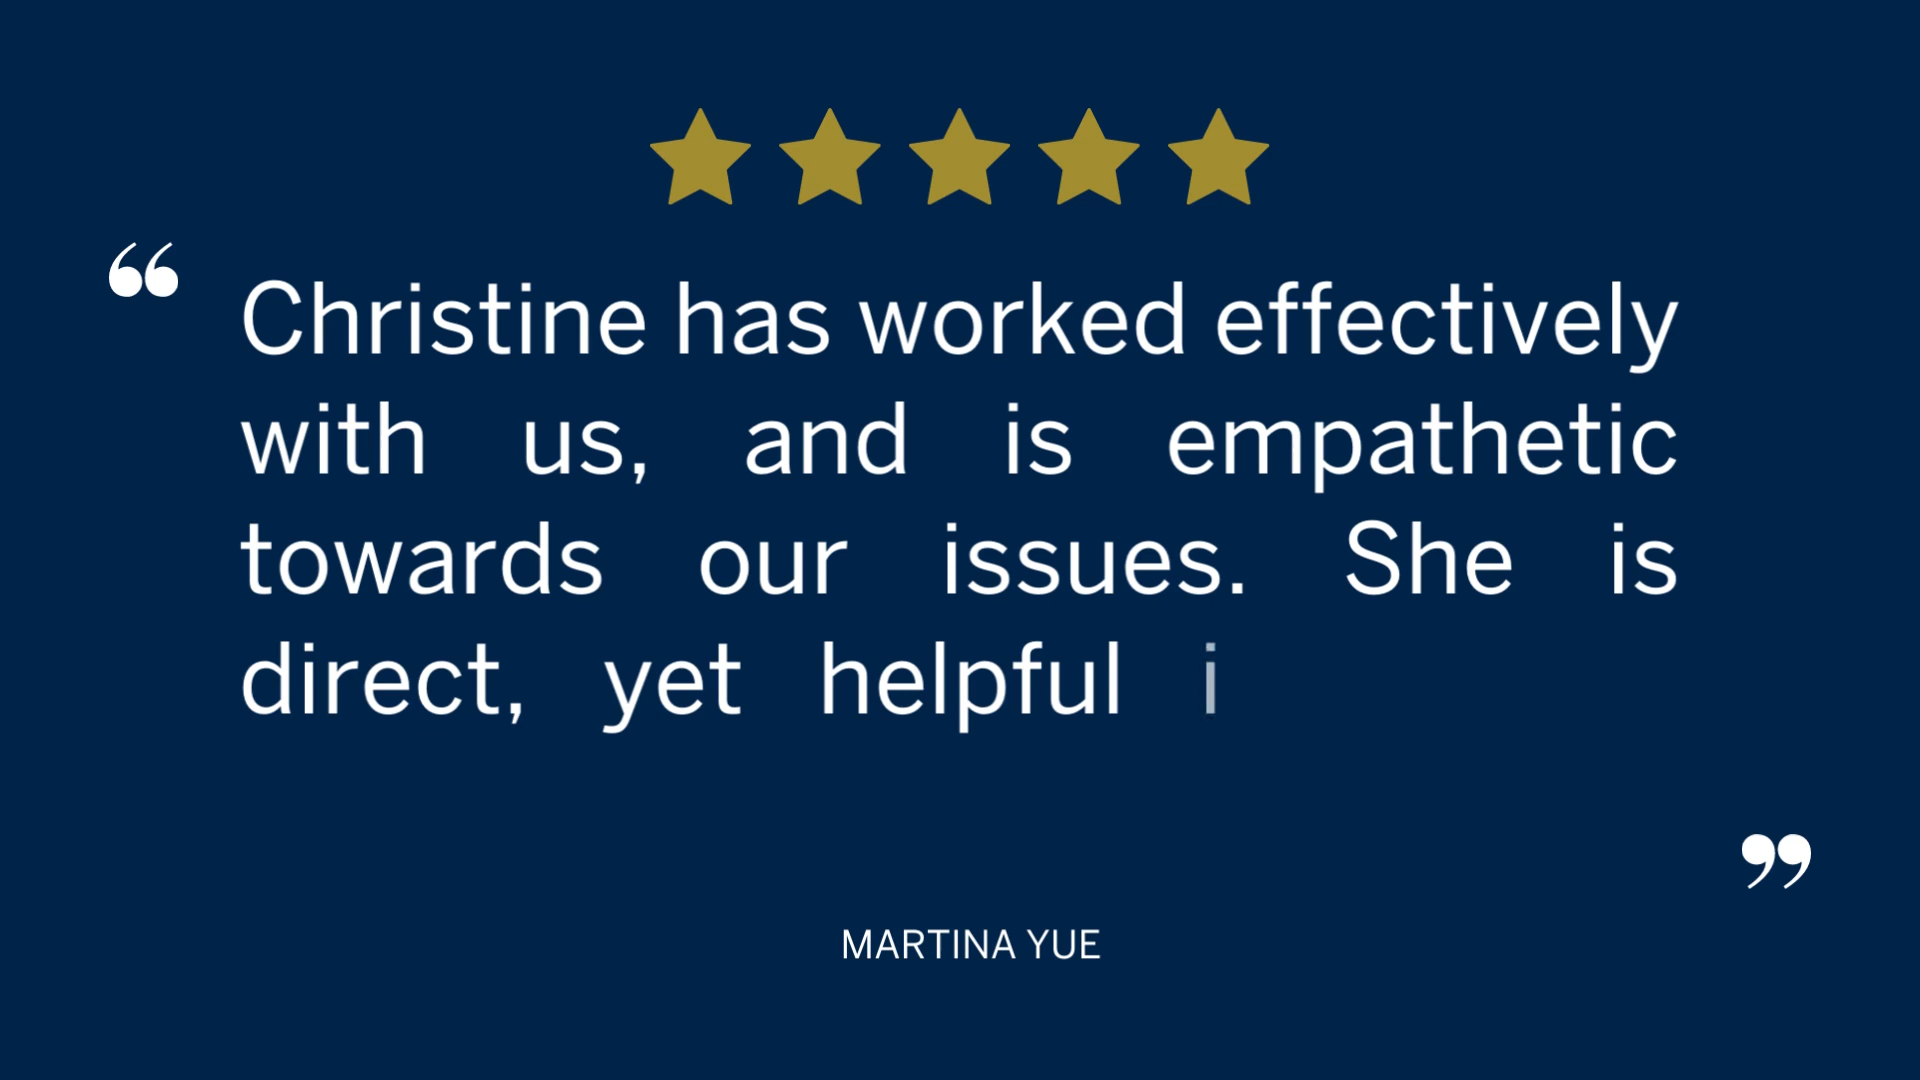 “
Christine has worked effectively
with us, and is empathetic
towards our issues. She is
direct, yet helpful i
”
MARTINA YUE